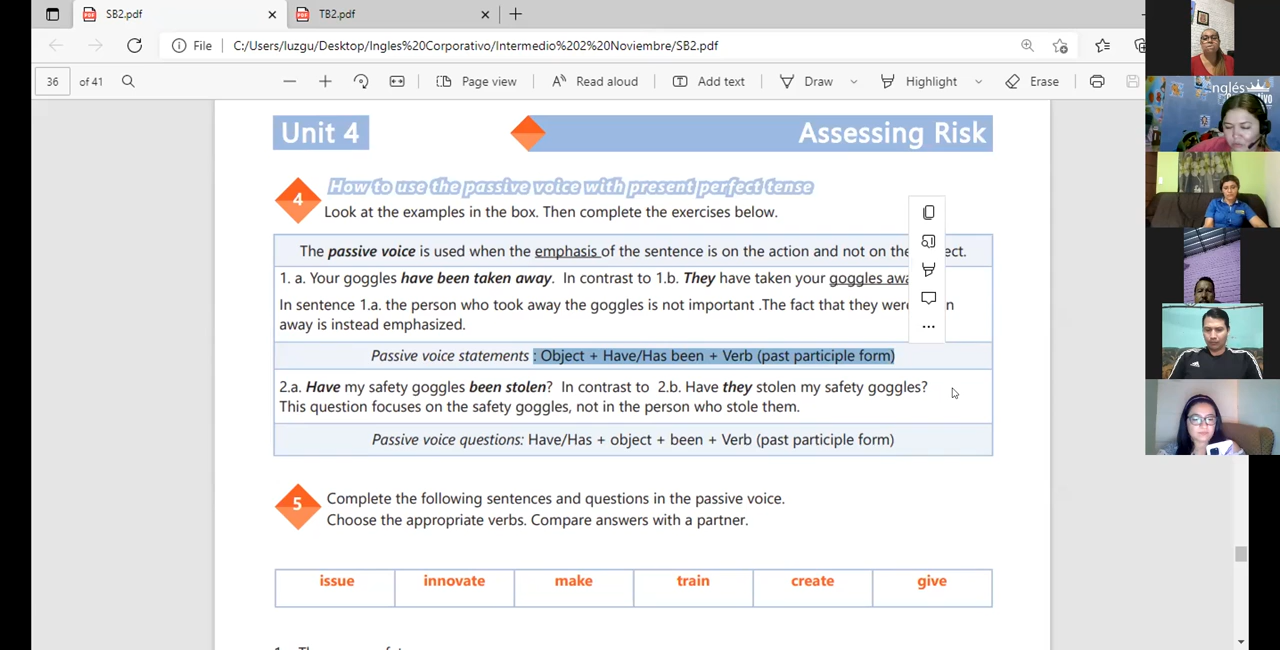 SB2.pdf
TB2.pdf
File
C:/Users/luzgu/Desktop/Ingles%20Corporativo/Intermedio%202%20Noviembre/SB2.pdf
36 of 41
Page view
Read aloud
Add text
Draw
Highlight
Erase
Unit 4
Assessing Risk
4
How to use the passive voice with present perfect tense
Look at the examples in the box. Then complete the exercises below.
The passive voice is used when the emphasis of the sentence is on the action and not on the ect.
1. a. Your goggles have been taken away. In contrast to 1.b. They have taken your goggles awa
In sentence 1.a. the person who took away the goggles is not important .The fact that they were n
away is instead emphasized.
Passive voice statements : Object + Have/Has been + Verb (past participle form)
2.a. Have my safety goggles been stolen? In contrast to 2.b. Have they stolen my safety goggles?
This question focuses on the safety goggles, not in the person who stole them.
Passive voice questions: Have/Has + object + been + Verb (past participle form)
5
Complete the following sentences and questions in the passive voice.
Choose the appropriate verbs. Compare answers with a partner.
issue innovate make train create give
nglés